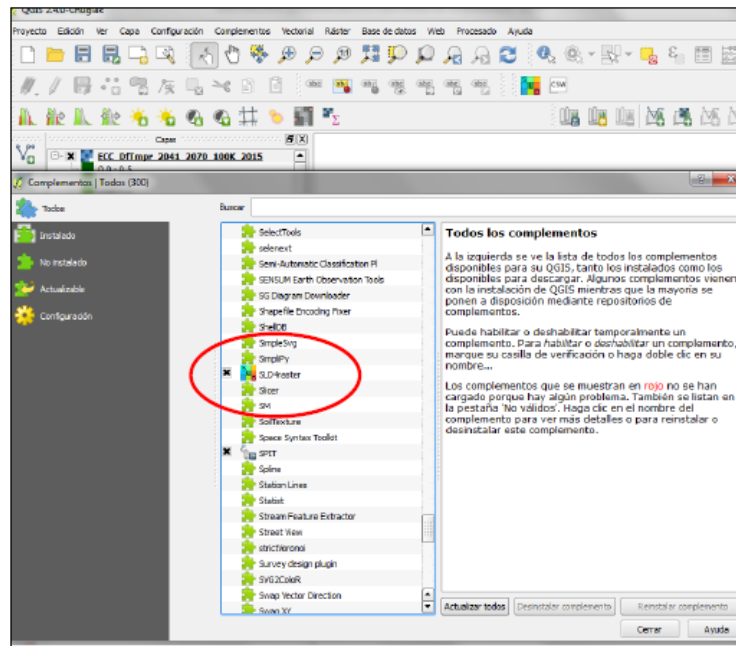 QGIS 2.4.0-Chugiak
Proyecto Edición Ver Capa Configuración Complementos Vectorial Ráster Base de datos Web Procesado Ayuda
CSW
Capas
ECC_DfTmpr_2041_2070_100K_2015
0.0 - 0.5
Complementos | Todos (300)
Todos
Instalado
No instalado
Actualizable
Configuración
Buscar
SelectTools
selenext
Semi-Automatic Classification Pl
SENSUM Earth Observation Tools
SG Diagram Downloader
Shapefile Encoding Fixer
ShellDB
SimpleSvg
SimpliPy
SLD4raster
Slicer
SM
SoilTexture
Space Syntax Toolkit
SPIT
Spline
Station Lines
Statist
Stream Feature Extractor
Street View
strictVoronoi
Survey design plugin
SVG2ColoR
Swap Vector Direction
Swap XY
Todos los complementos
A la izquierda se ve la lista de todos los complementos
disponibles para su QGIS, tanto los instalados como los
disponibles para descargar. Algunos complementos vienen
con la instalación de QGIS mientras que la mayoría se
ponen a disposición mediante repositorios de
complementos.
Puede habilitar o deshabilitar temporalmente un
complemento. Para habilitar o deshabilitar un complemento,
marque su casilla de verificación o haga doble clic en su
nombre...
Los complementos que se muestran en rojo no se han
cargado porque hay algún problema. También se listan en
la pestaña 'No válidos'. Haga clic en el nombre del
complemento para ver más detalles o para reinstalar o
desinstalar este complemento.
Actualizar todos Desinstalar complemento Reinstalar complemento
Cerrar Ayuda